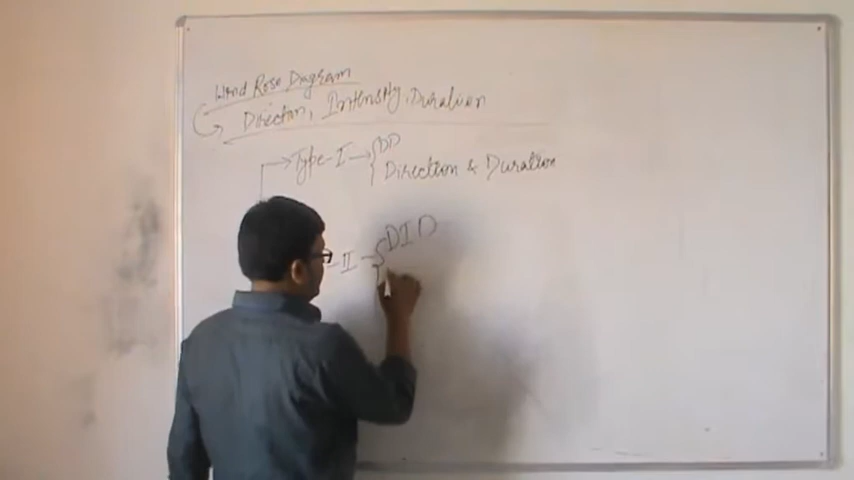 Wind Rose Diagram
Direction, Intensity, Duration
Type-I → DD
Direction & Duration
-II - DID